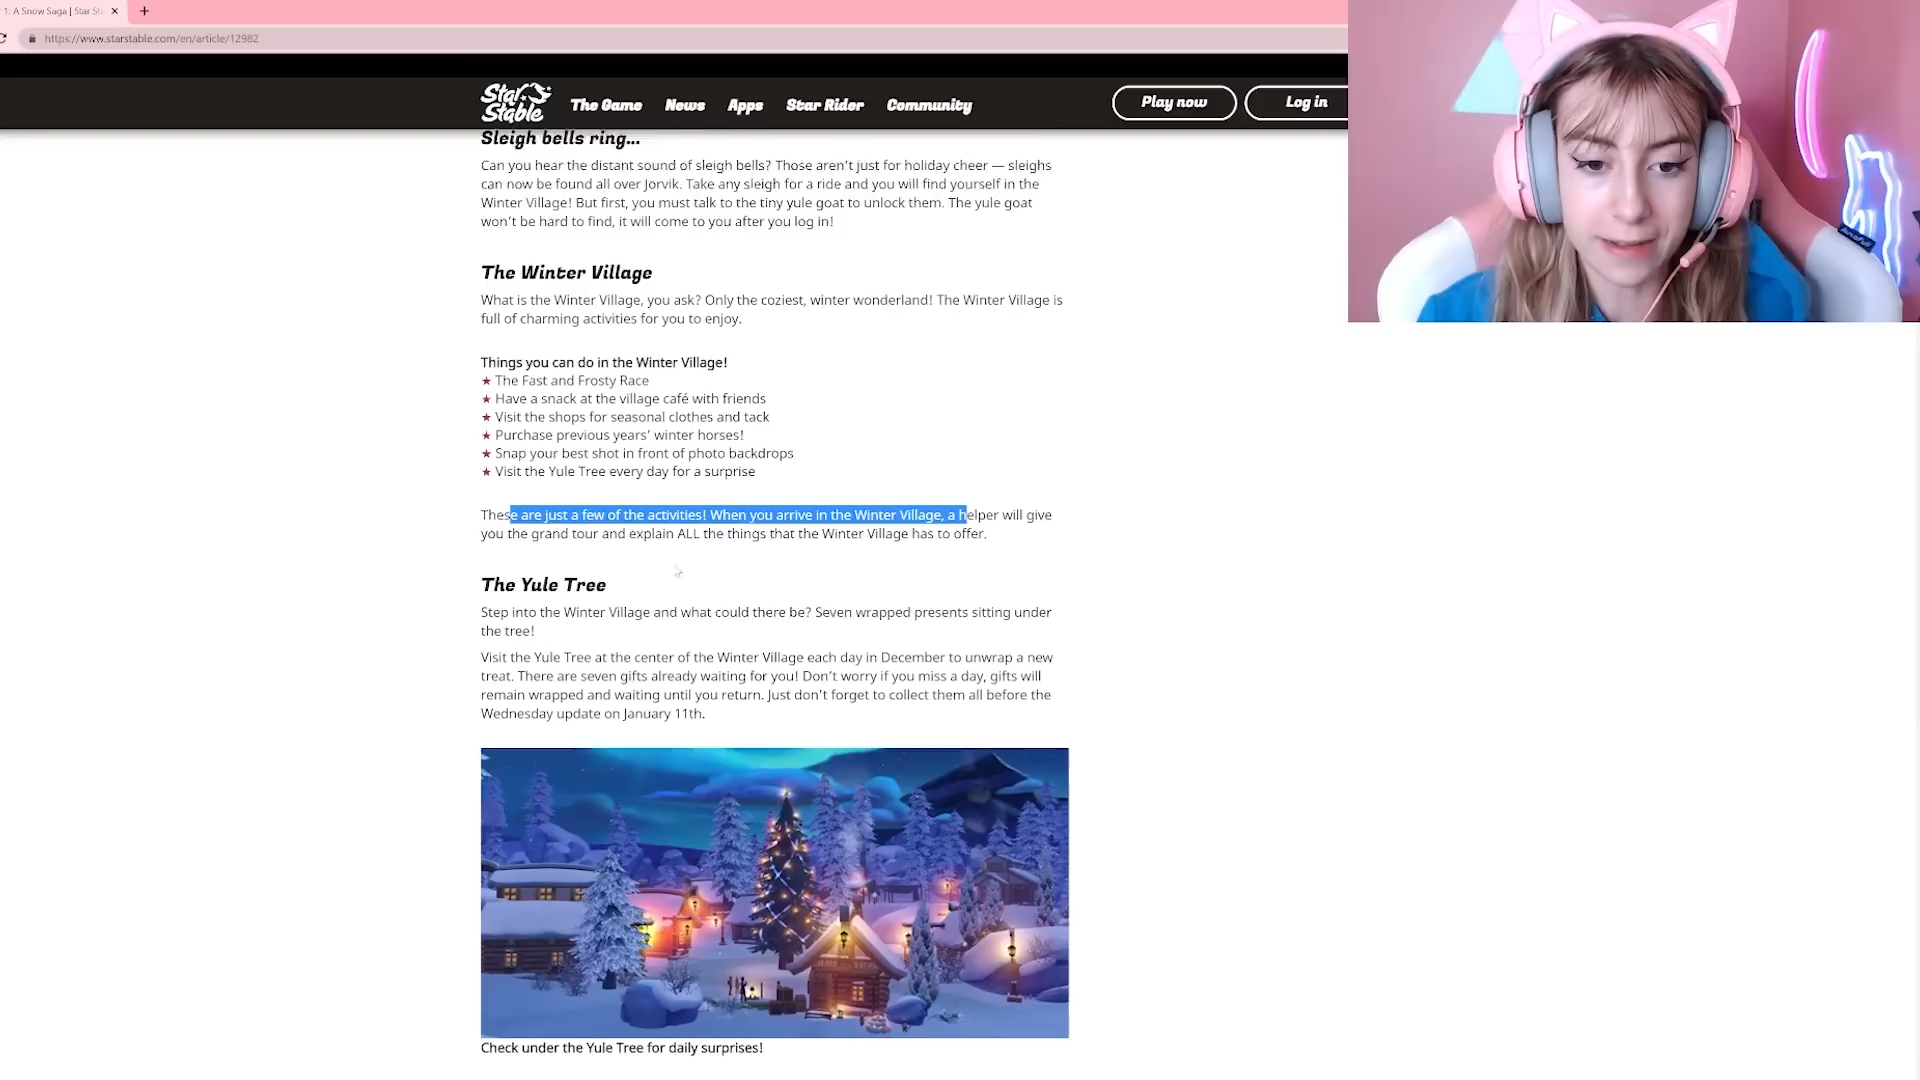 1: A Snow Saga | Star St
https://www.starstable.com/en/article/12982
Star Stable
The Game
News
Apps
Star Rider
Community
Play now
Log in
Sleigh bells ring...
Can you hear the distant sound of sleigh bells? Those aren't just for holiday cheer — sleighs
can now be found all over Jorvik. Take any sleigh for a ride and you will find yourself in the
Winter Village! But first, you must talk to the tiny yule goat to unlock them. The yule goat
won't be hard to find, it will come to you after you log in!
The Winter Village
What is the Winter Village, you ask? Only the coziest, winter wonderland! The Winter Village is
full of charming activities for you to enjoy.
Things you can do in the Winter Village!
★ The Fast and Frosty Race
★ Have a snack at the village café with friends
★ Visit the shops for seasonal clothes and tack
★ Purchase previous years' winter horses!
★ Snap your best shot in front of photo backdrops
★ Visit the Yule Tree every day for a surprise
These are just a few of the activities! When you arrive in the Winter Village, a helper will give
you the grand tour and explain ALL the things that the Winter Village has to offer.
The Yule Tree
Step into the Winter Village and what could there be? Seven wrapped presents sitting under
the tree!
Visit the Yule Tree at the center of the Winter Village each day in December to unwrap a new
treat. There are seven gifts already waiting for you! Don't worry if you miss a day, gifts will
remain wrapped and waiting until you return. Just don't forget to collect them all before the
Wednesday update on January 11th.
Check under the Yule Tree for daily surprises!
AutoFull